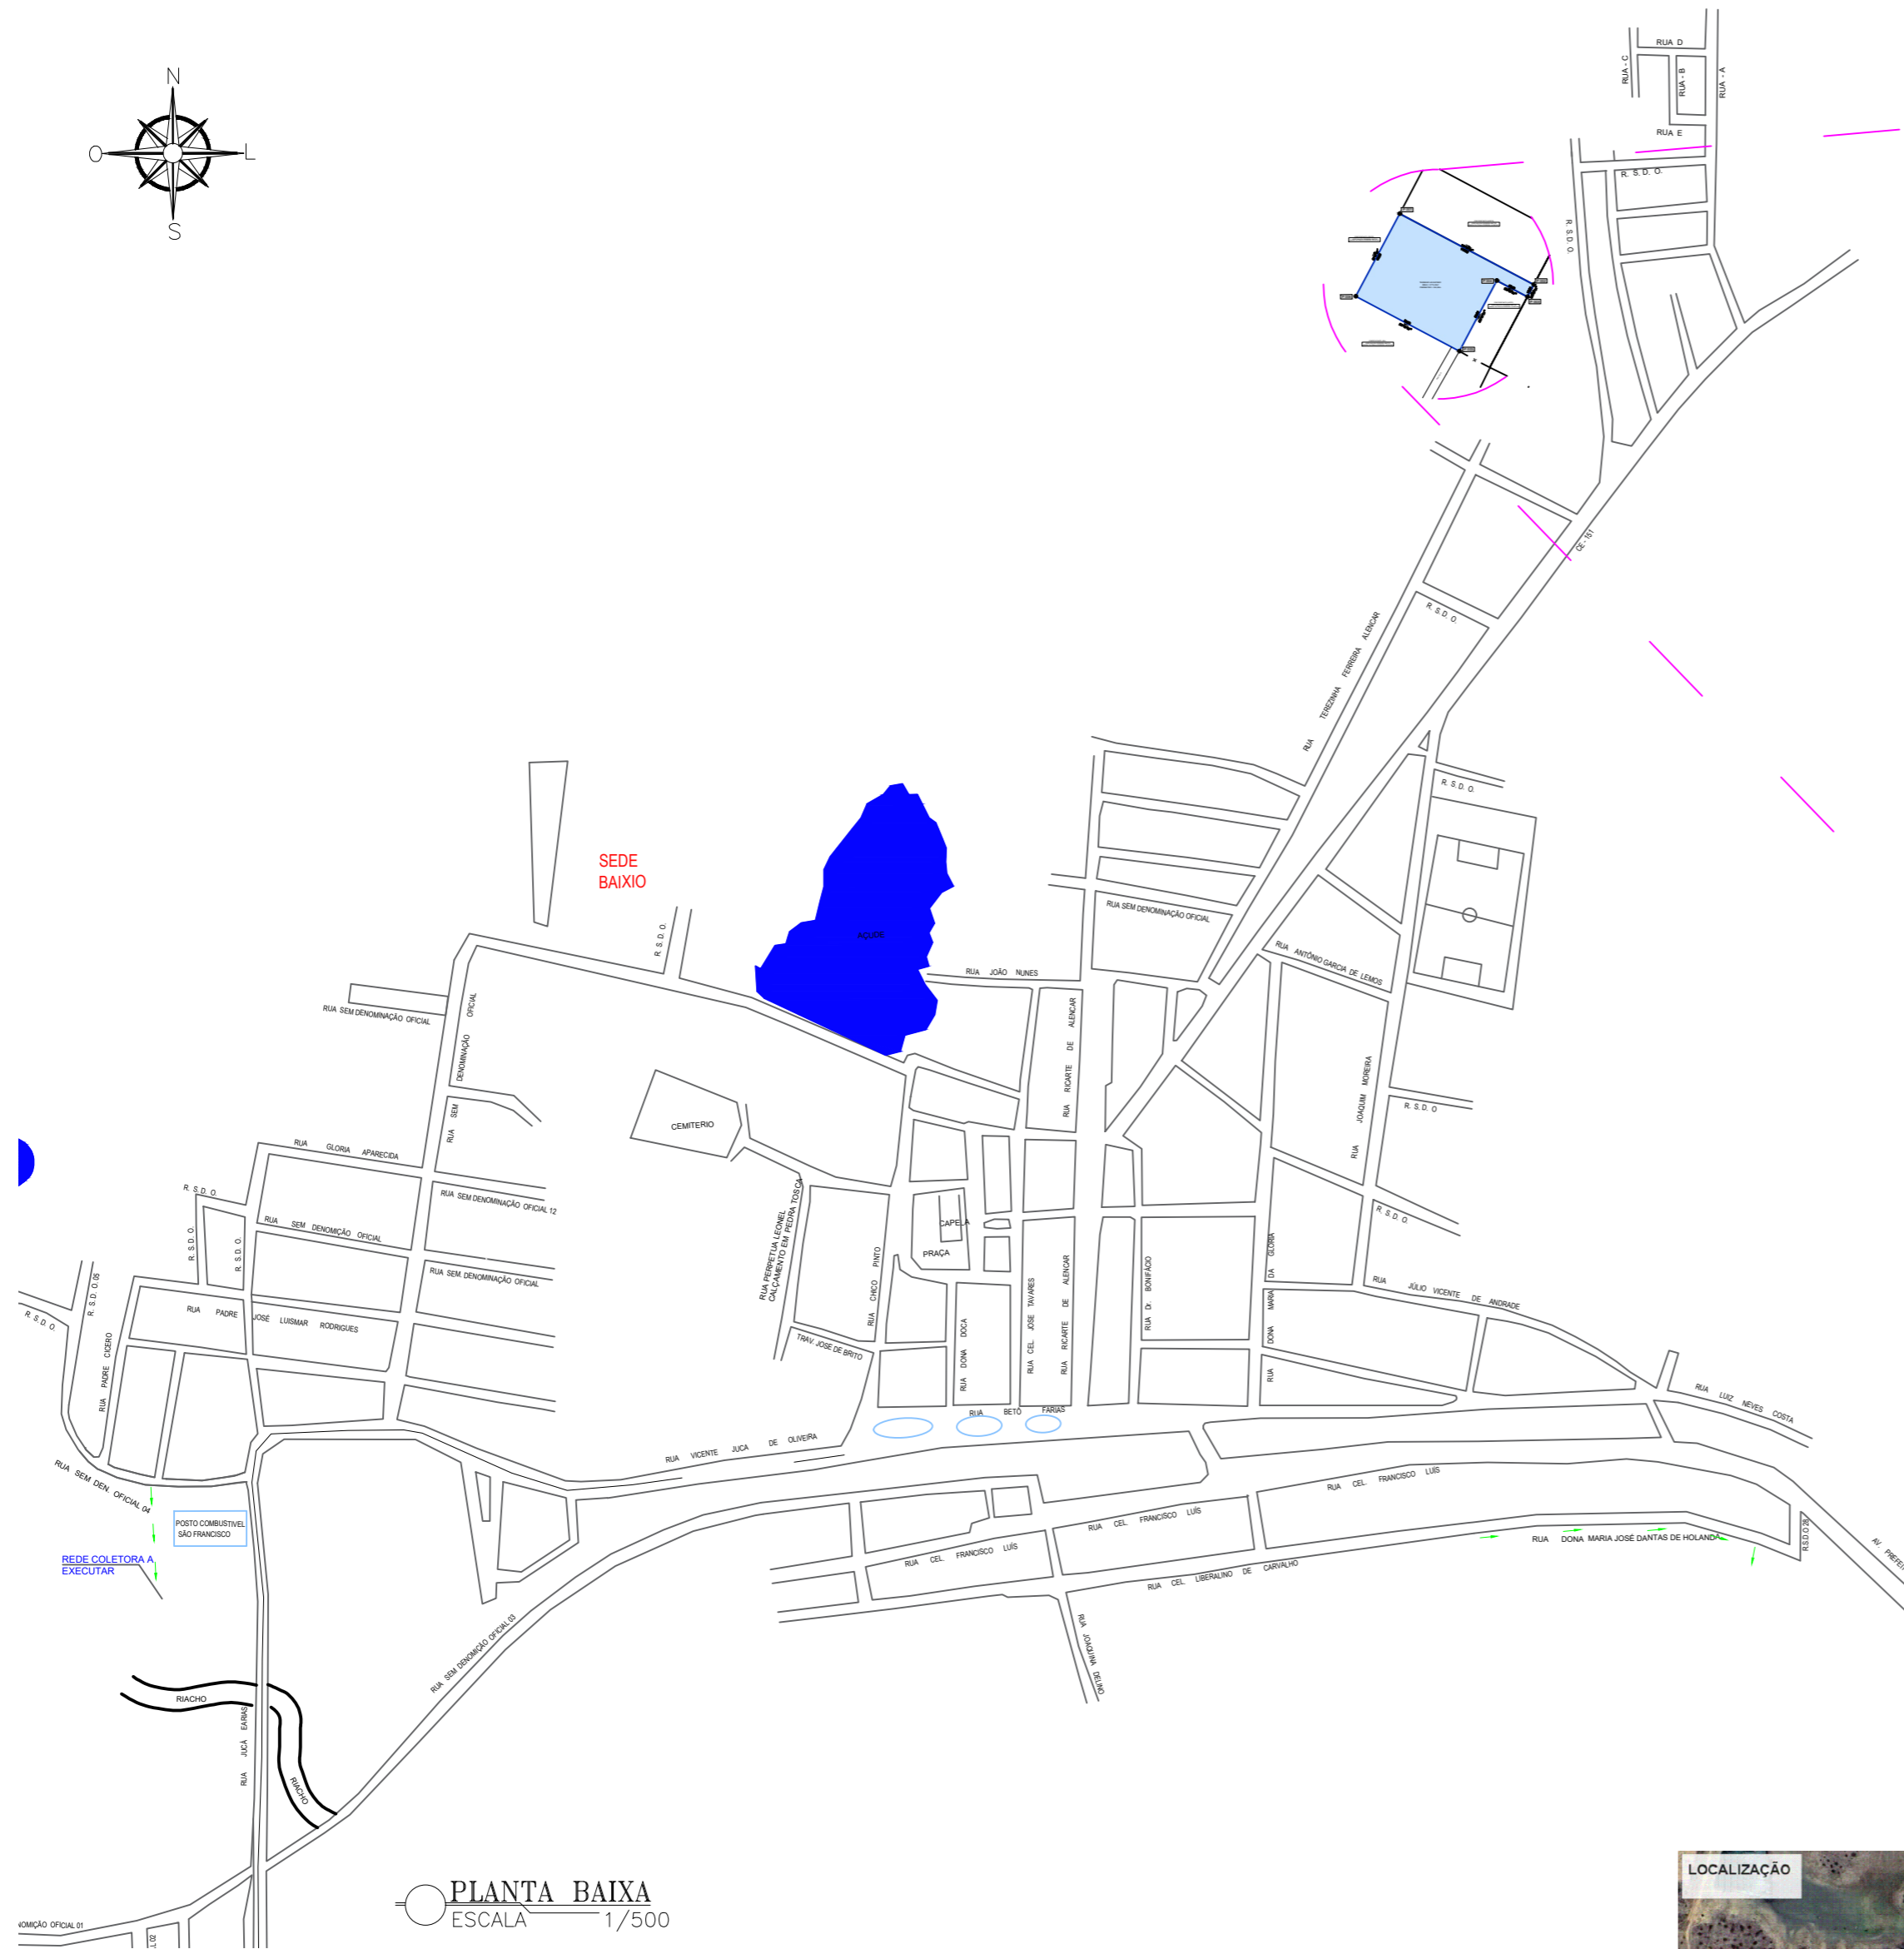 N
O
L
S
RUA D
RUA - C
RUA - B
RUA - A
RUA E
R. S. D. O.
R. S. D. O.
CE - 151
R. S. D. O.
RUA TEREZINHA FERREIRA ALENCAR
R. S. D. O.
SEDE
BAIXIO
AÇUDE
RUA SEM DENOMINAÇÃO OFICIAL
R. S. D. O.
RUA ANTÔNIO GARCIA DE LEMOS
RUA JOÃO NUNES
RUA SEM DENOMINAÇÃO OFICIAL
RUA SEM DENOMINAÇÃO OFICIAL
RUA RICARTE DE ALENCAR
RUA JOAQUIM MOREIRA
R. S. D. O
CEMITERIO
RUA GLORIA APARECIDA
R. S. D. O.
RUA SEM DENOMINAÇÃO OFICIAL 12
RUA SEM DENOMIÇÃO OFICIAL
R. S. D. O.
R. S. D. O.
RUA SEM DENOMINAÇÃO OFICIAL
RUA PERPETUA LEONEL
CALÇAMENTO EM PEDRA TOSCA
CAPELA
PRAÇA
RUA CHICO PINTO
R. S. D. O.
R. S. D. O. 05
R. S. D. O.
RUA PADRE JOSÉ LUISMAR RODRIGUES
RUA PADRE CICERO
TRAV. JOSE DE BRITO
RUA DONA DOCA
RUA CEL JOSE TAVARES
RUA RICARTE DE ALENCAR
RUA Dr. BONIFÁCIO
RUA DONA MARIA DA GLORIA
RUA JÚLIO VICENTE DE ANDRADE
RUA LUIZ NEVES COSTA
RUA BETÔ FARIAS
RUA VICENTE JUCA DE OLIVEIRA
RUA SEM DEN. OFICIAL 04
POSTO COMBUSTIVEL
SÃO FRANCISCO
REDE COLETORA A
EXECUTAR
RUA CEL. FRANCISCO LUÍS
RUA CEL. FRANCISCO LUÍS
RUA CEL. FRANCISCO LUÍS
RUA DONA MARIA JOSÉ DANTAS DE HOLANDA
R.S.D.O 28
AV. PREFEI
RUA CEL. LIBERALINO DE CARVALHO
RUA JOAQUINA DELINO
RUA SEM DENOMIÇÃO OFICIAL 03
RIACHO
RUA JUCÁ FARIAS
RIACHO
LOCALIZAÇÃO
PLANTA BAIXA
ESCALA 1/500
NOMIÇÃO OFICIAL 01
L 02